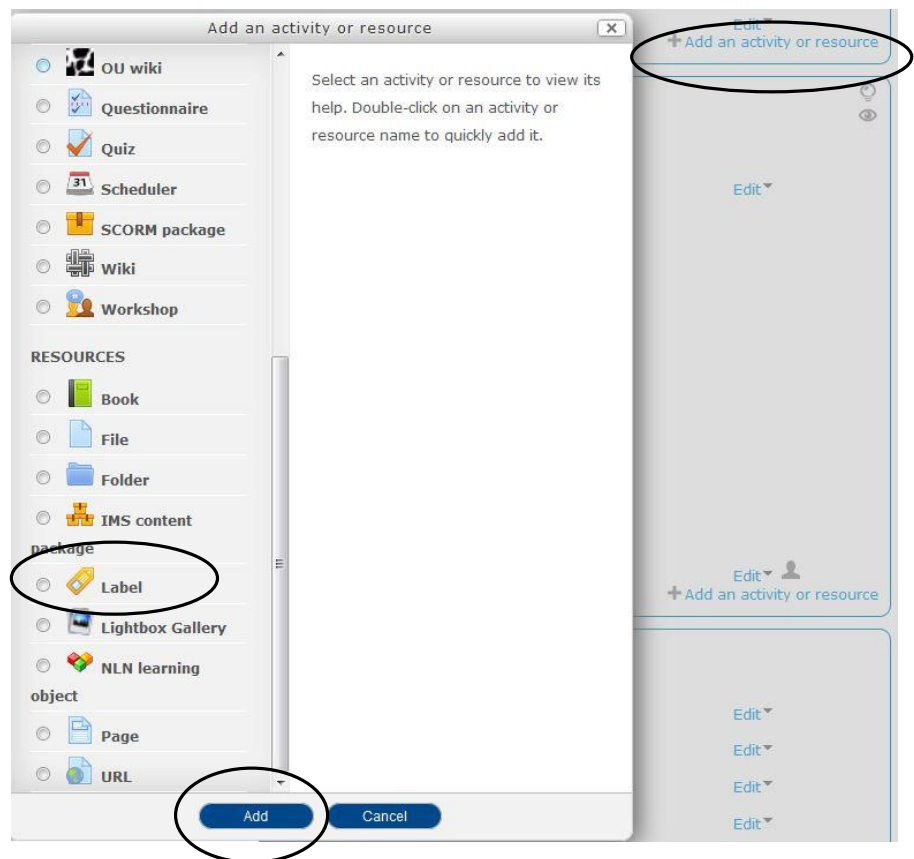 Add an activity or resource
x
OU wiki
Questionnaire
Quiz
31
Scheduler
SCORM package
Wiki
Workshop
RESOURCES
Book
File
Folder
IMS content
package
Label
Lightbox Gallery
NLN learning
object
Page
URL
Select an activity or resource to view its
help. Double-click on an activity or
resource name to quickly add it.
Add
Cancel
Edit
+Add an activity or resource
Edit
Edit
+Add an activity or resource
Edit
Edit
Edit
Edit